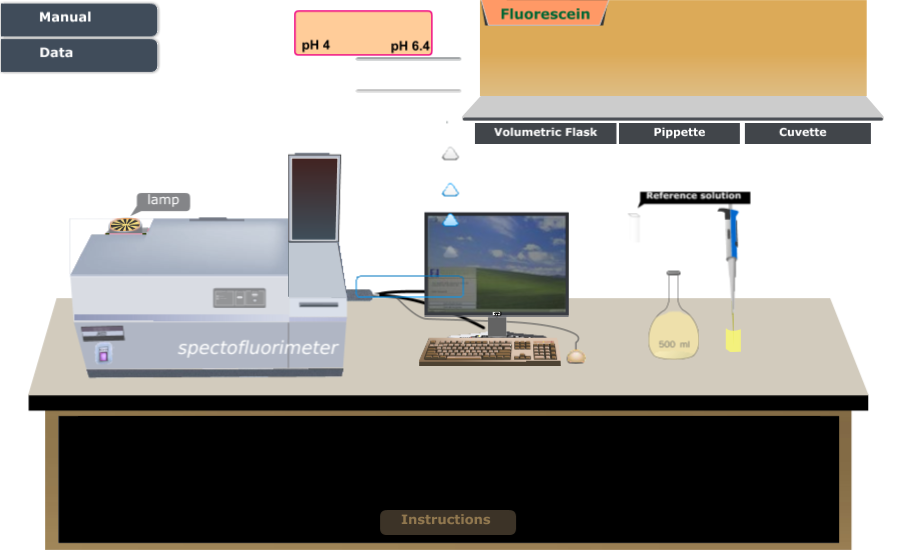 Manual
Data
pH 4 pH 6.4
Fluorescein
Volumetric Flask Pippette Cuvette
lamp
Reference solution
500 ml
spectofluorimeter
Instructions